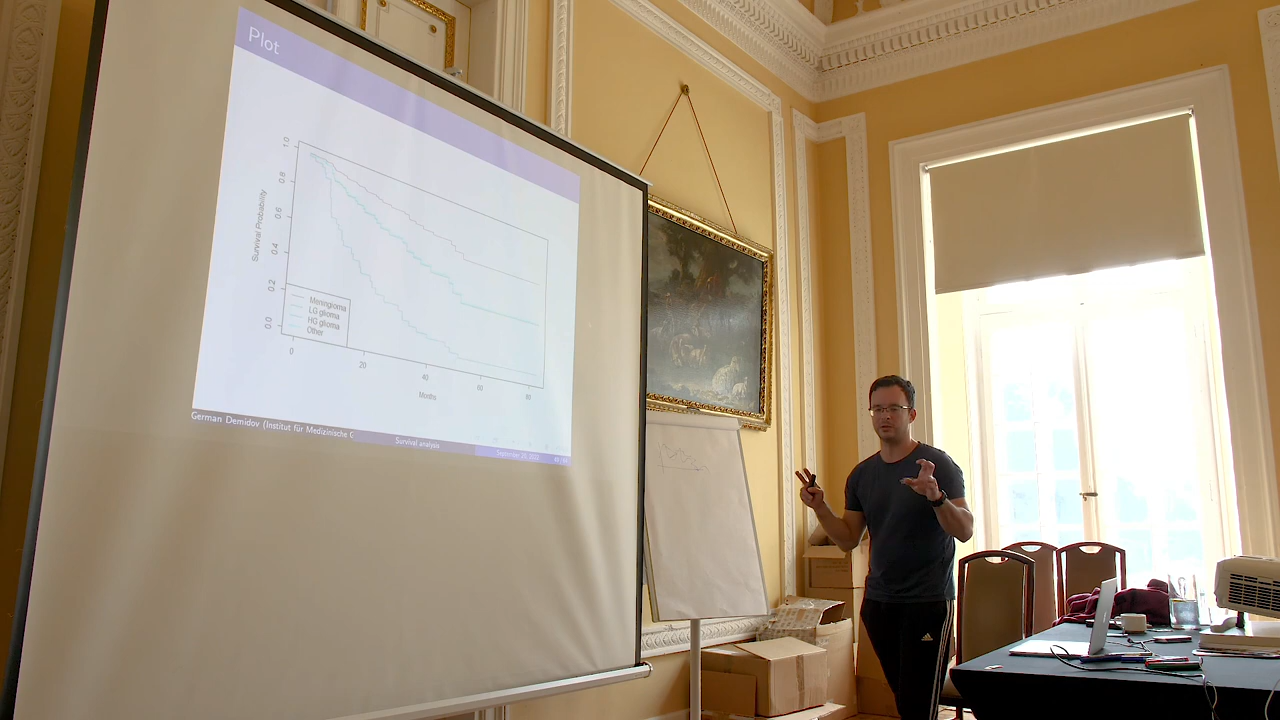 Plot
1.0
0.8
0.6
0.4
0.2
0.0
Survival Probability
Meningioma
LG glioma
HG glioma
Other
0
20
40
60
80
Months
German Demidov (Institut für Medizinische G
Survival analysis